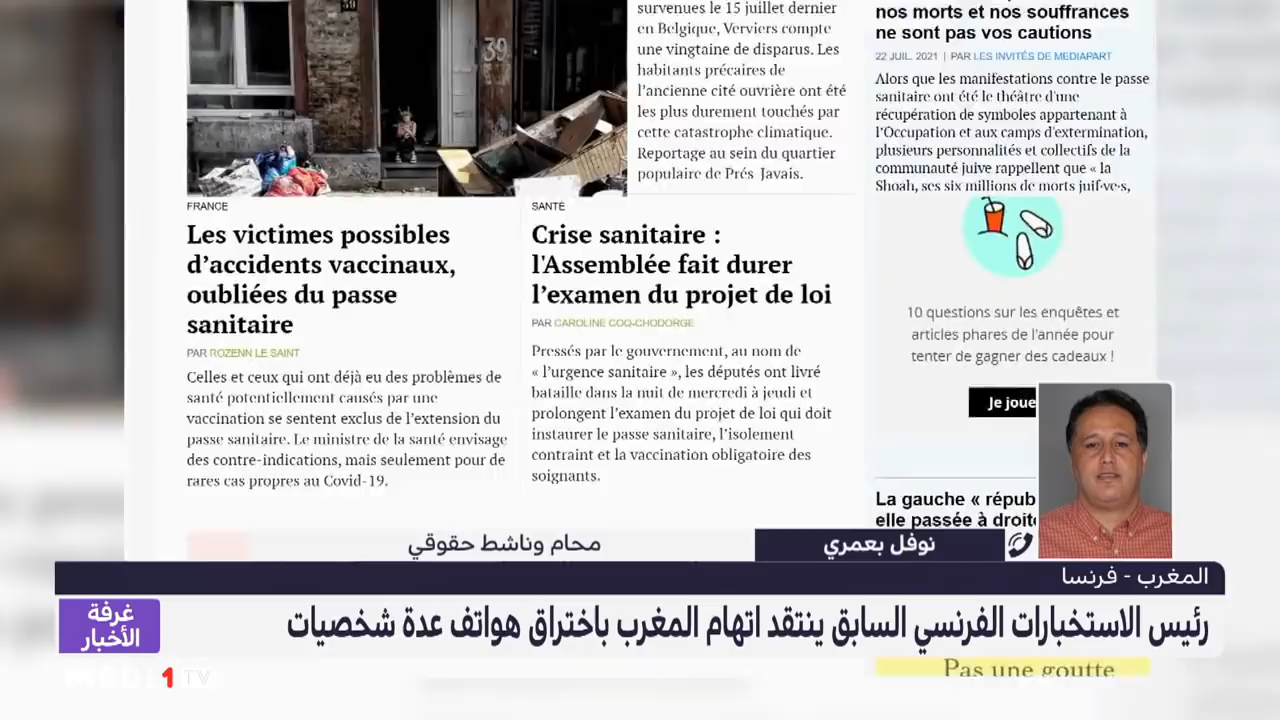 survenues le 15 juillet dernier
en Belgique, Verviers compte
une vingtaine de disparus. Les
habitants précaires de
l'ancienne cité ouvrière ont été
les plus durement touchés par
cette catastrophe climatique.
Reportage au sein du quartier
populaire de Prés Javais.
39
nos morts et nos souffrances
ne sont pas vos cautions
22 JUIL. 2021 | PAR LES INVITÉS DE MEDIAPART
Alors que les manifestations contre le passe
sanitaire ont été le théâtre d'une
récupération de symboles appartenant à
l'Occupation et aux camps d'extermination,
plusieurs personnalités et collectifs de la
communauté juive rappellent que « la
Shoah, ses six millions de morts juif·ve·s,
FRANCE
Les victimes possibles
d'accidents vaccinaux,
oubliées du passe
sanitaire
PAR ROZENN LE SAINT
Celles et ceux qui ont déjà eu des problèmes de
santé potentiellement causés par une
vaccination se sentent exclus de l'extension du
passe sanitaire. Le ministre de la santé envisage
des contre-indications, mais seulement pour de
rares cas propres au Covid-19.
SANTÉ
Crise sanitaire :
l'Assemblée fait durer
l'examen du projet de loi
PAR CAROLINE COQ-CHODORGE
Pressés par le gouvernement, au nom de
« l'urgence sanitaire », les députés ont livré
bataille dans la nuit de mercredi à jeudi et
prolongent l'examen du projet de loi qui doit
instaurer le passe sanitaire, l'isolement
contraint et la vaccination obligatoire des
soignants.
10 questions sur les enquêtes et
articles phares de l'année pour
tenter de gagner des cadeaux !
Je joue
La gauche « répub
elle passée à droite
نوفل بعمري
محام وناشط حقوقي
المغرب - فرنسا
رئيس الاستخبارات الفرنسي السابق ينتقد اتهام المغرب باختراق هواتف عدة شخصيات
غرفة
الأخبار
MEDI1TV
Pas une goutte